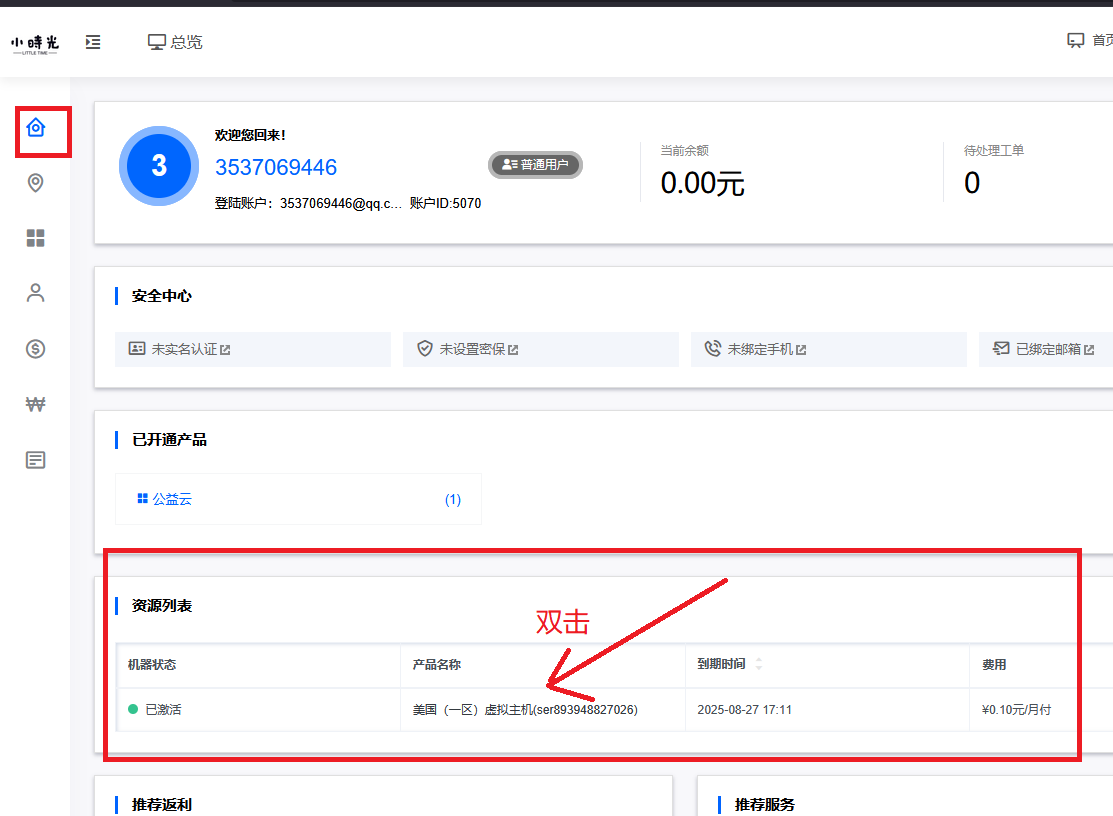 小時光
LITTLE TIME
总览
首页
3
欢迎您回来!
3537069446
普通用户
登陆账户：3537069446@qq.c... 账户ID:5070
当前余额
0.00元
待处理工单
0
安全中心
未实名认证
未设置密保
未绑定手机
已绑定邮箱
已开通产品
公益云
(1)
资源列表
双击
机器状态
产品名称
到期时间
费用
已激活
美国（一区）虚拟主机(ser893948827026)
2025-08-27 17:11
¥0.10元/月付
推荐返利
推荐服务